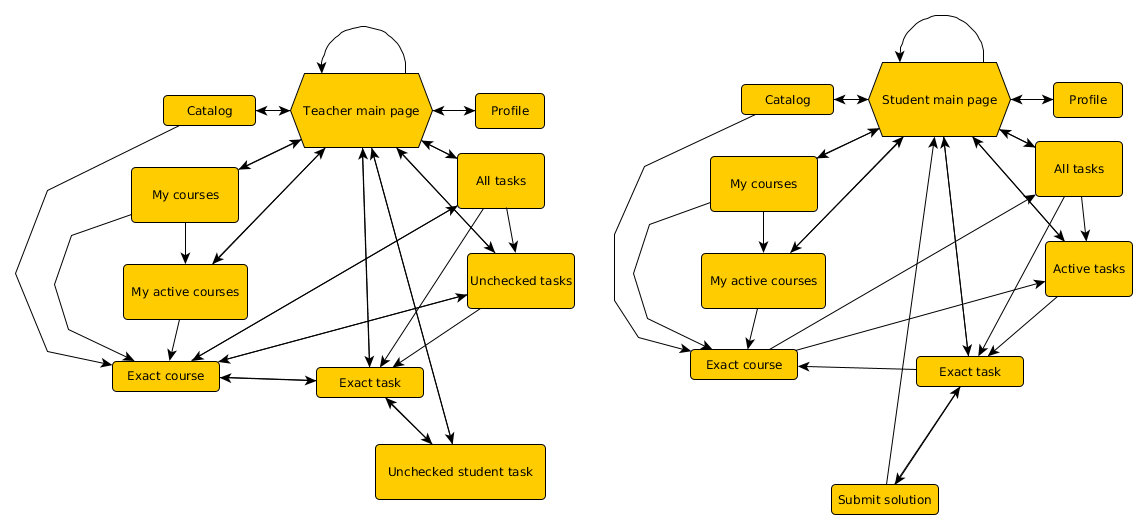 Catalog
Teacher main page
Profile
My courses
All tasks
My active courses
Unchecked tasks
Exact course
Exact task
Unchecked student task
Catalog
Student main page
Profile
My courses
All tasks
My active courses
Active tasks
Exact course
Exact task
Submit solution